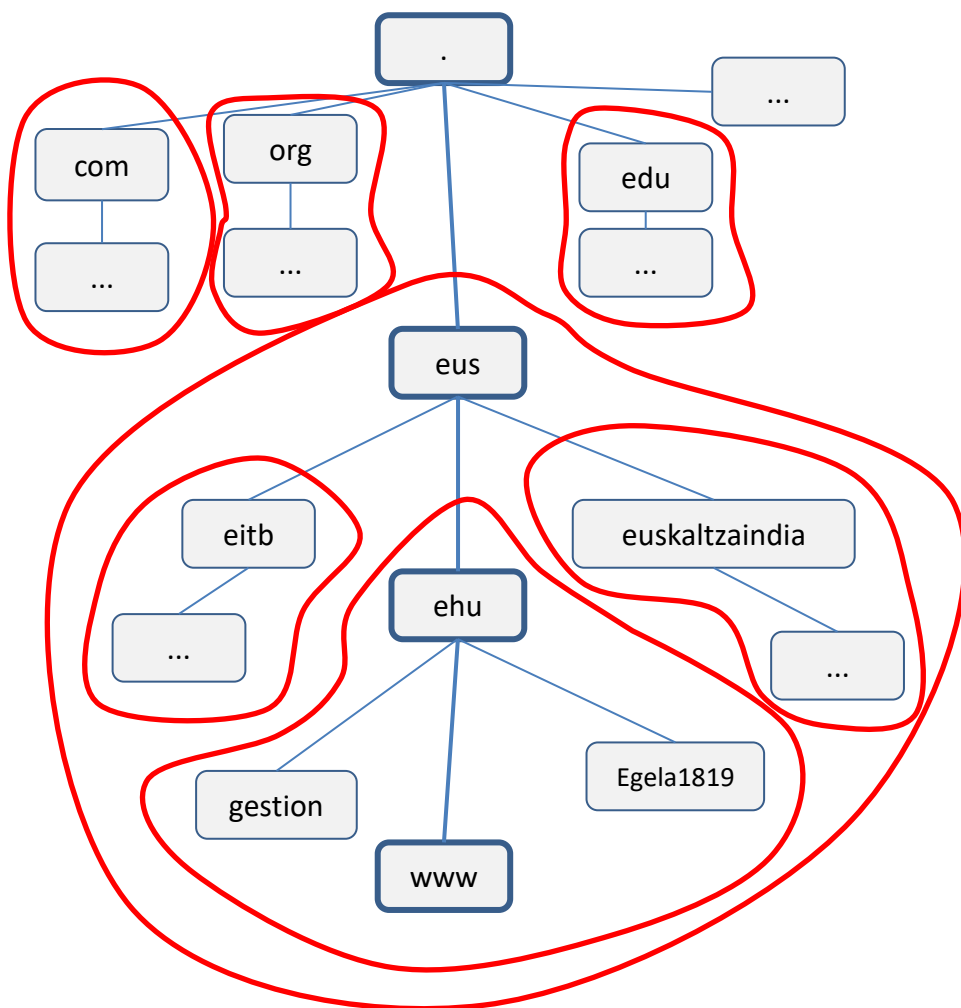 .
...
com
org
edu
...
...
...
eus
eitb
euskaltzaindia
ehu
...
...
gestion
Egela1819
www